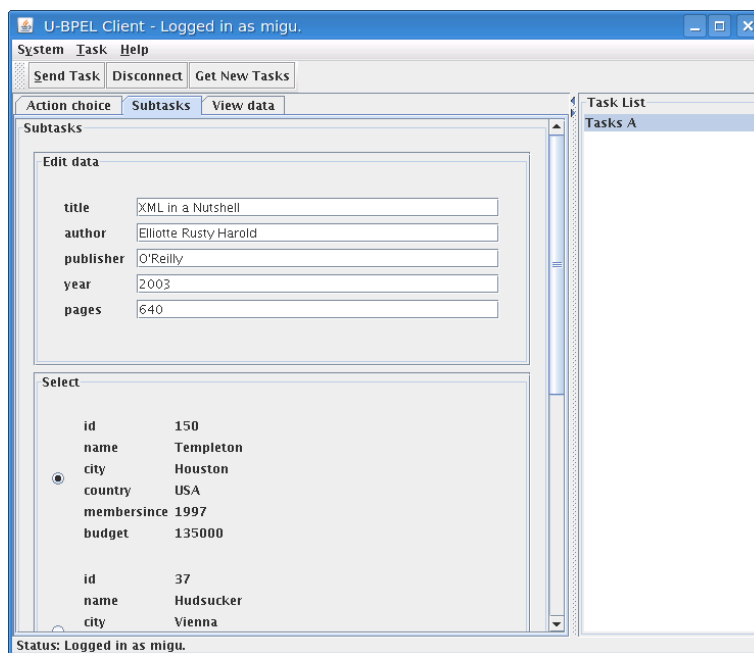 U-BPEL Client - Logged in as migu.
System Task Help
Send Task Disconnect Get New Tasks
Action choice Subtasks View data
Subtasks
Edit data
title XML in a Nutshell
author Elliotte Rusty Harold
publisher O'Reilly
year 2003
pages 640
Select
id 150
name Templeton
city Houston
country USA
membersince 1997
budget 135000
id 37
name Hudsucker
city Vienna
Task List
Tasks A
Status: Logged in as migu.